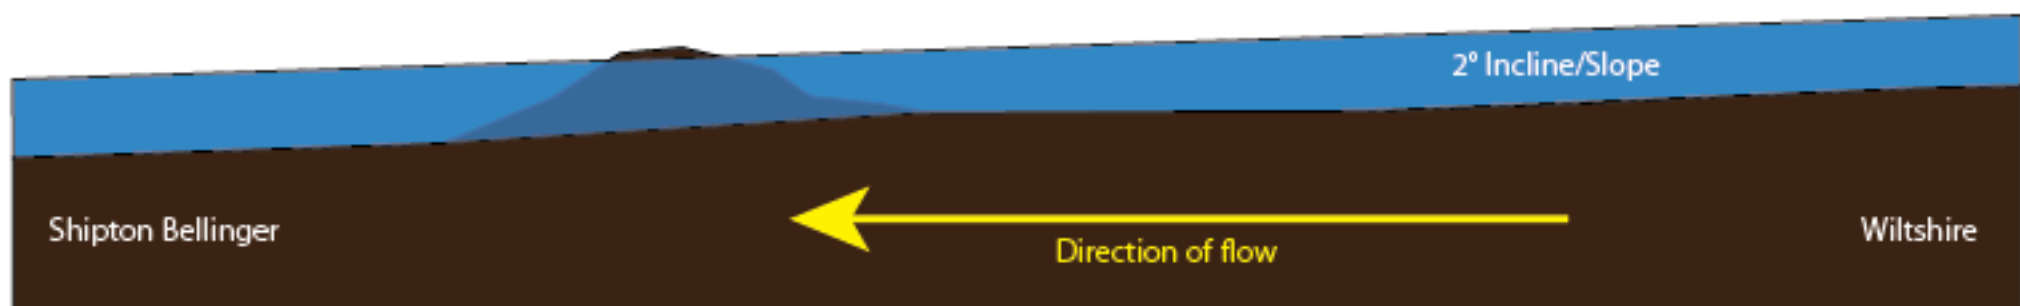 2° Incline/Slope
Shipton Bellinger
Direction of flow
Wiltshire